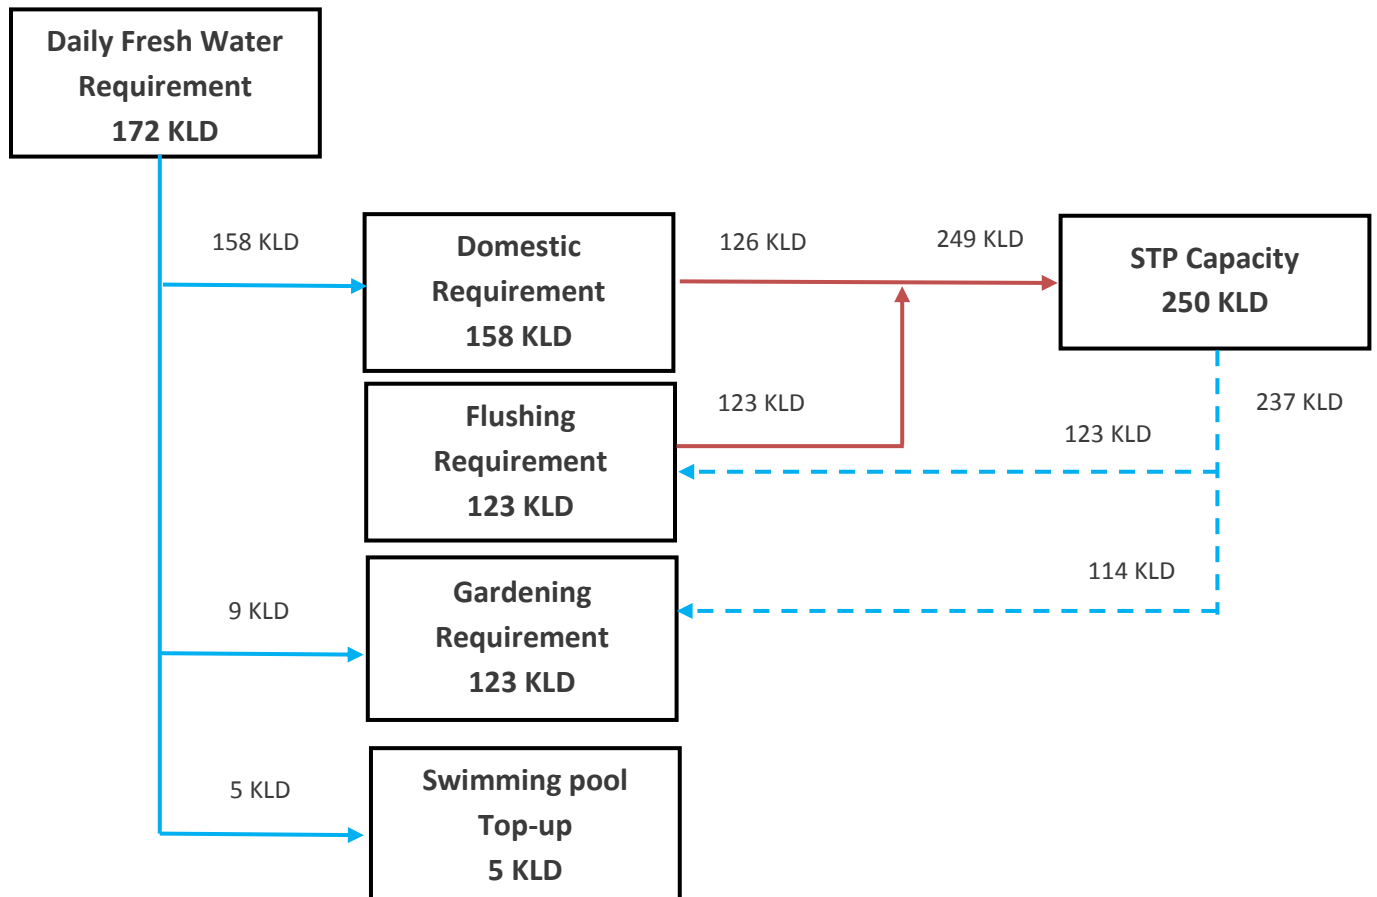 Daily Fresh Water
Requirement
172 KLD
158 KLD
Domestic
Requirement
158 KLD
126 KLD
249 KLD
STP Capacity
250 KLD
Flushing
Requirement
123 KLD
123 KLD
123 KLD
237 KLD
9 KLD
Gardening
Requirement
123 KLD
114 KLD
5 KLD
Swimming pool
Top-up
5 KLD